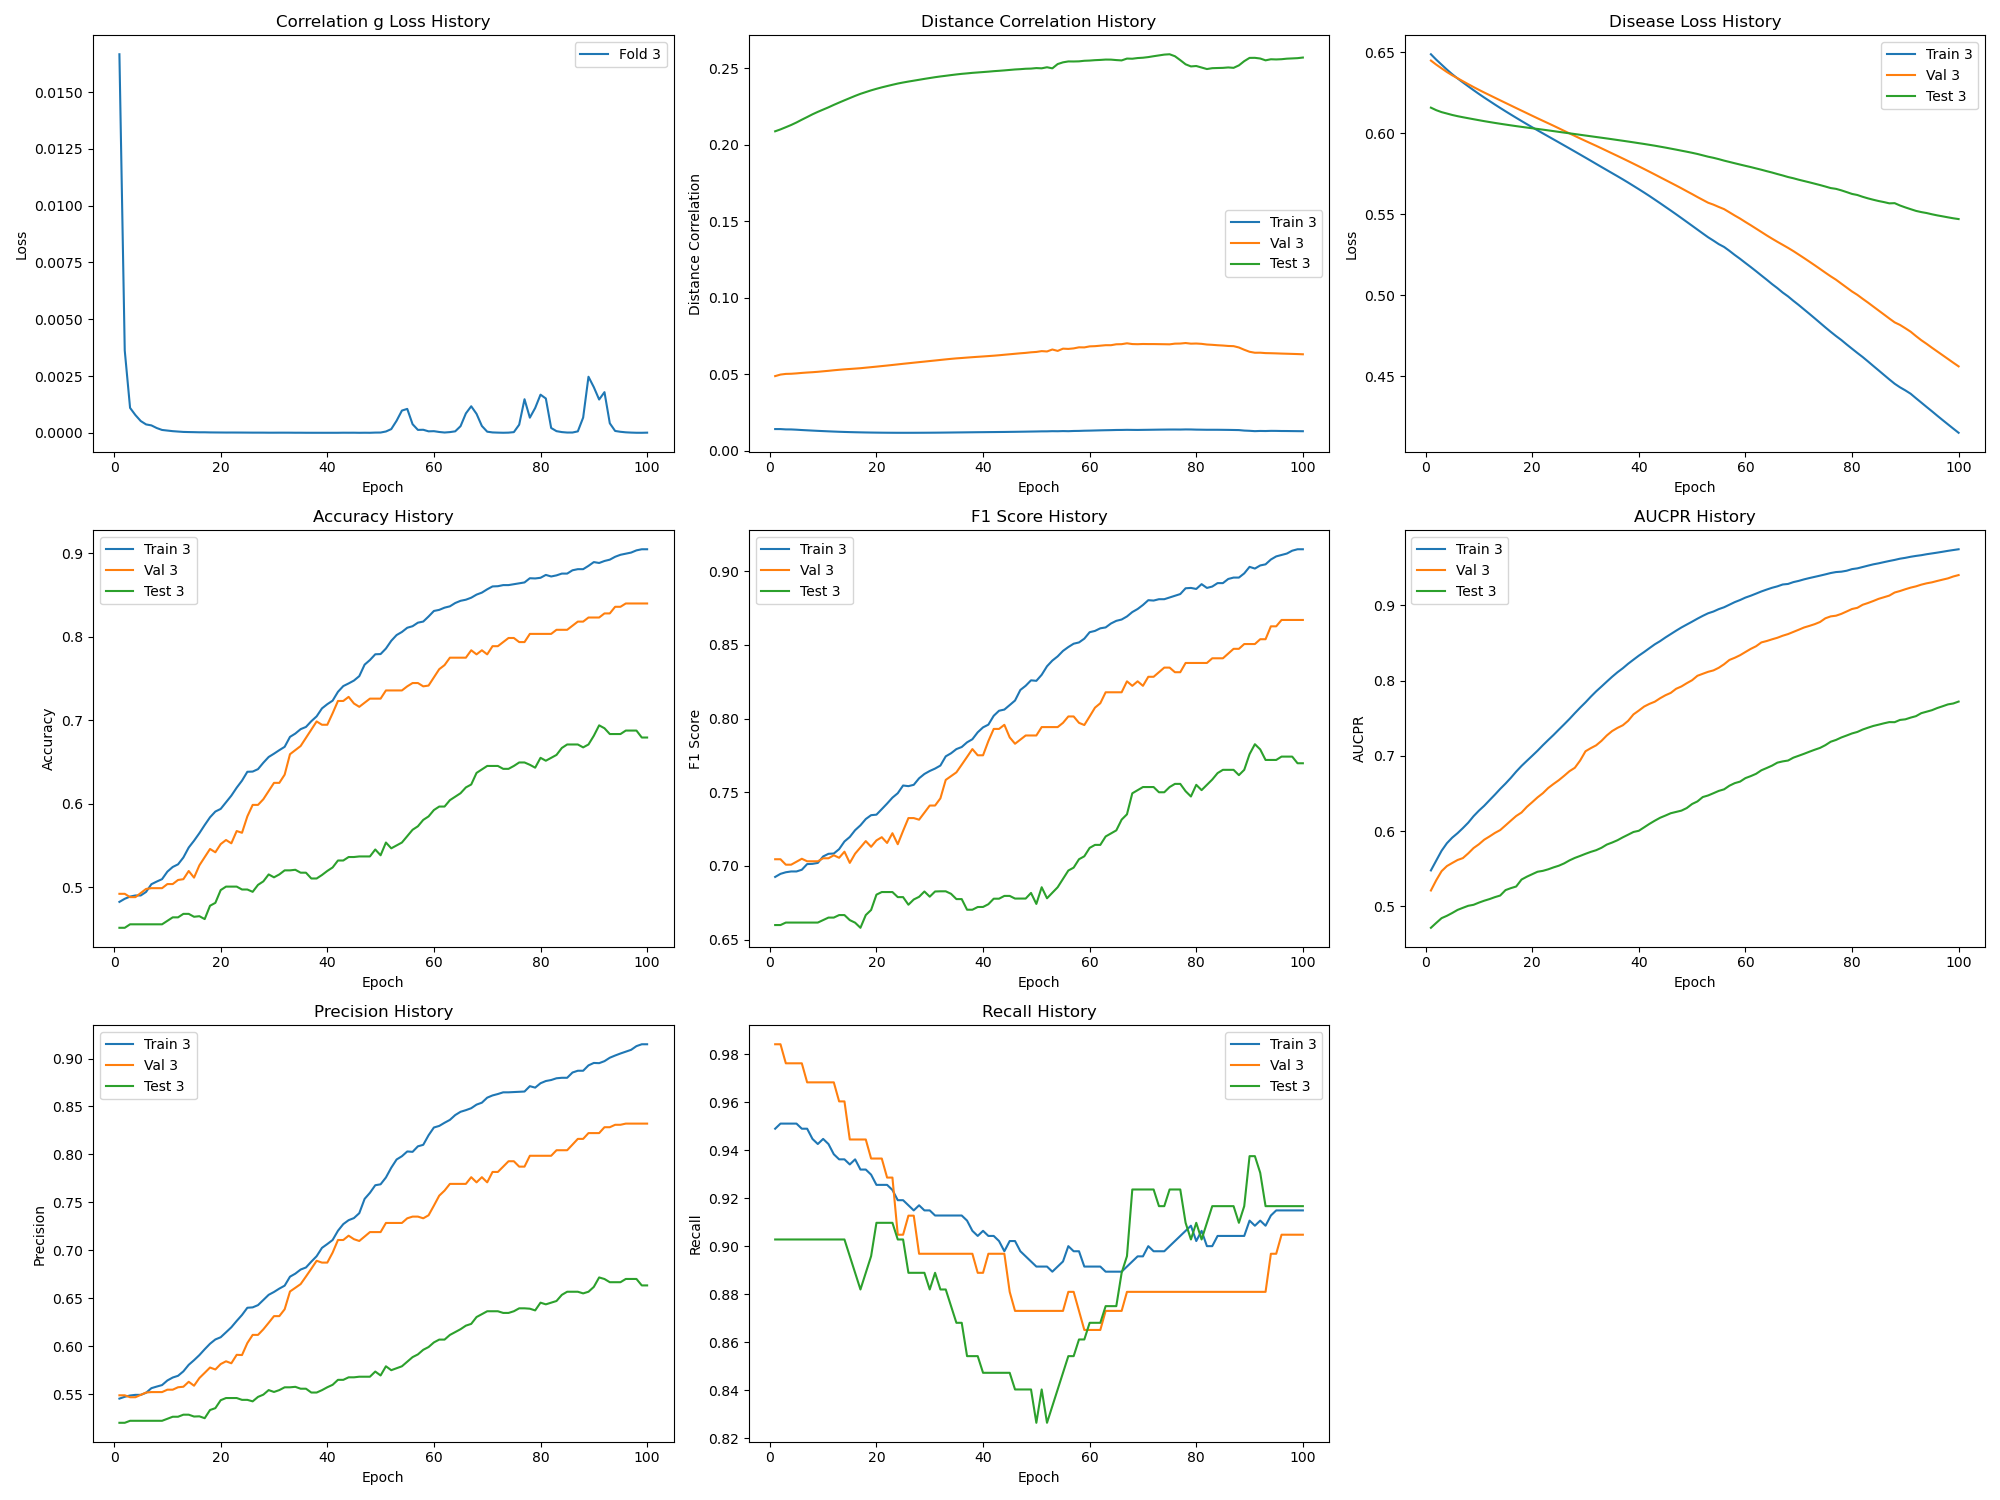 Correlation g Loss History
Loss
0.0150
0.0125
0.0100
0.0075
0.0050
0.0025
0.0000
0 20 40 60 80 100
Epoch
Fold 3
Distance Correlation History
Distance Correlation
0.25
0.20
0.15
0.10
0.05
0.00
0 20 40 60 80 100
Epoch
Train 3
Val 3
Test 3
Disease Loss History
Loss
0.65
0.60
0.55
0.50
0.45
0 20 40 60 80 100
Epoch
Train 3
Val 3
Test 3
Accuracy History
Accuracy
0.9
0.8
0.7
0.6
0.5
0 20 40 60 80 100
Epoch
Train 3
Val 3
Test 3
F1 Score History
F1 Score
0.90
0.85
0.80
0.75
0.70
0.65
0 20 40 60 80 100
Epoch
Train 3
Val 3
Test 3
AUCPR History
AUCPR
0.9
0.8
0.7
0.6
0.5
0 20 40 60 80 100
Epoch
Train 3
Val 3
Test 3
Precision History
Precision
0.90
0.85
0.80
0.75
0.70
0.65
0.60
0.55
0 20 40 60 80 100
Epoch
Train 3
Val 3
Test 3
Recall History
Recall
0.98
0.96
0.94
0.92
0.90
0.88
0.86
0.84
0.82
0 20 40 60 80 100
Epoch
Train 3
Val 3
Test 3